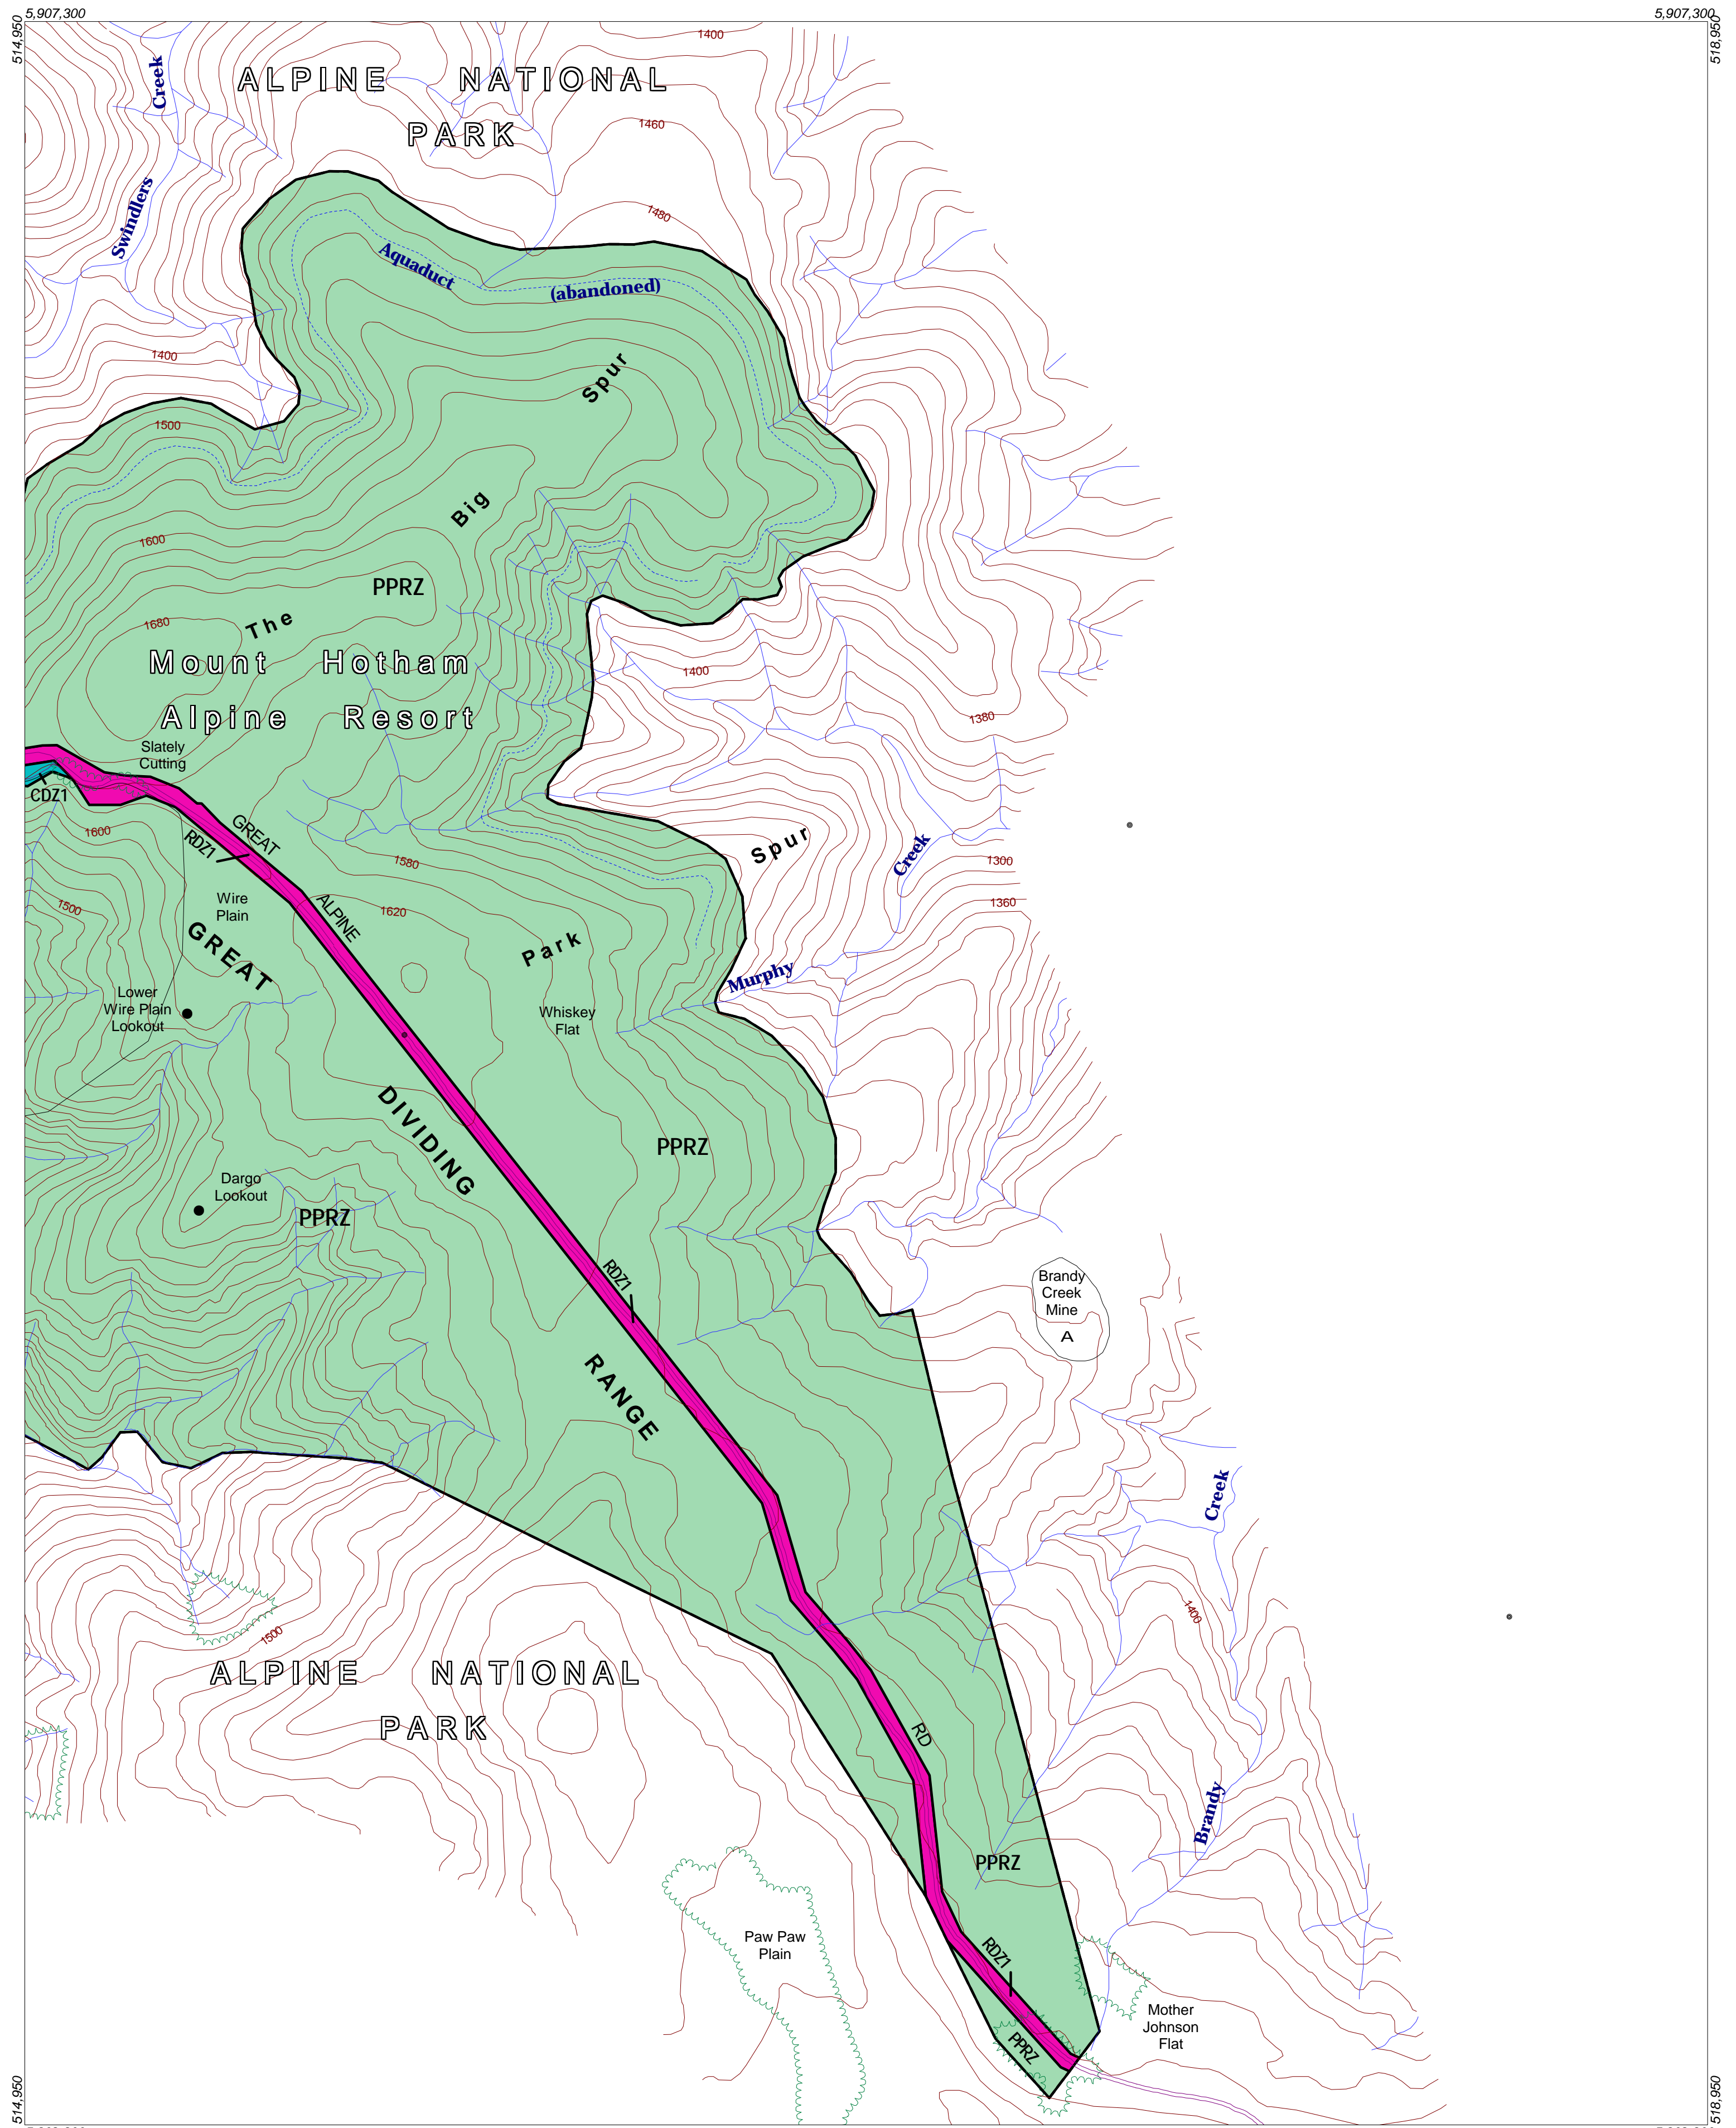 5,907,300
5,907,300
514,950
518,950
1400
ALPINE NATIONAL
PARK
Creek
Swindlers
1460
1480
Aquaduct
(abandoned)
1400
Spur
1500
Big
1600
PPRZ
The
1680
Mount Hotham
Alpine Resort
1400
1380
Slately
Cutting
CDZ1
1600
GREAT
RDZ1
1580
Spur
Creek
1300
1360
Wire
Plain
1500
ALPINE
1620
GREAT
Park
Murphy
Lower
Wire Plain
Lookout
Whiskey
Flat
DIVIDING
PPRZ
Dargo
Lookout
PPRZ
RDZ1
Brandy
Creek
Mine
A
RANGE
Creek
1400
1500
ALPINE NATIONAL
PARK
RD
Brandy
PPRZ
Paw Paw
Plain
RDZ1
Mother
Johnson
Flat
PPRZ
514,950
518,950